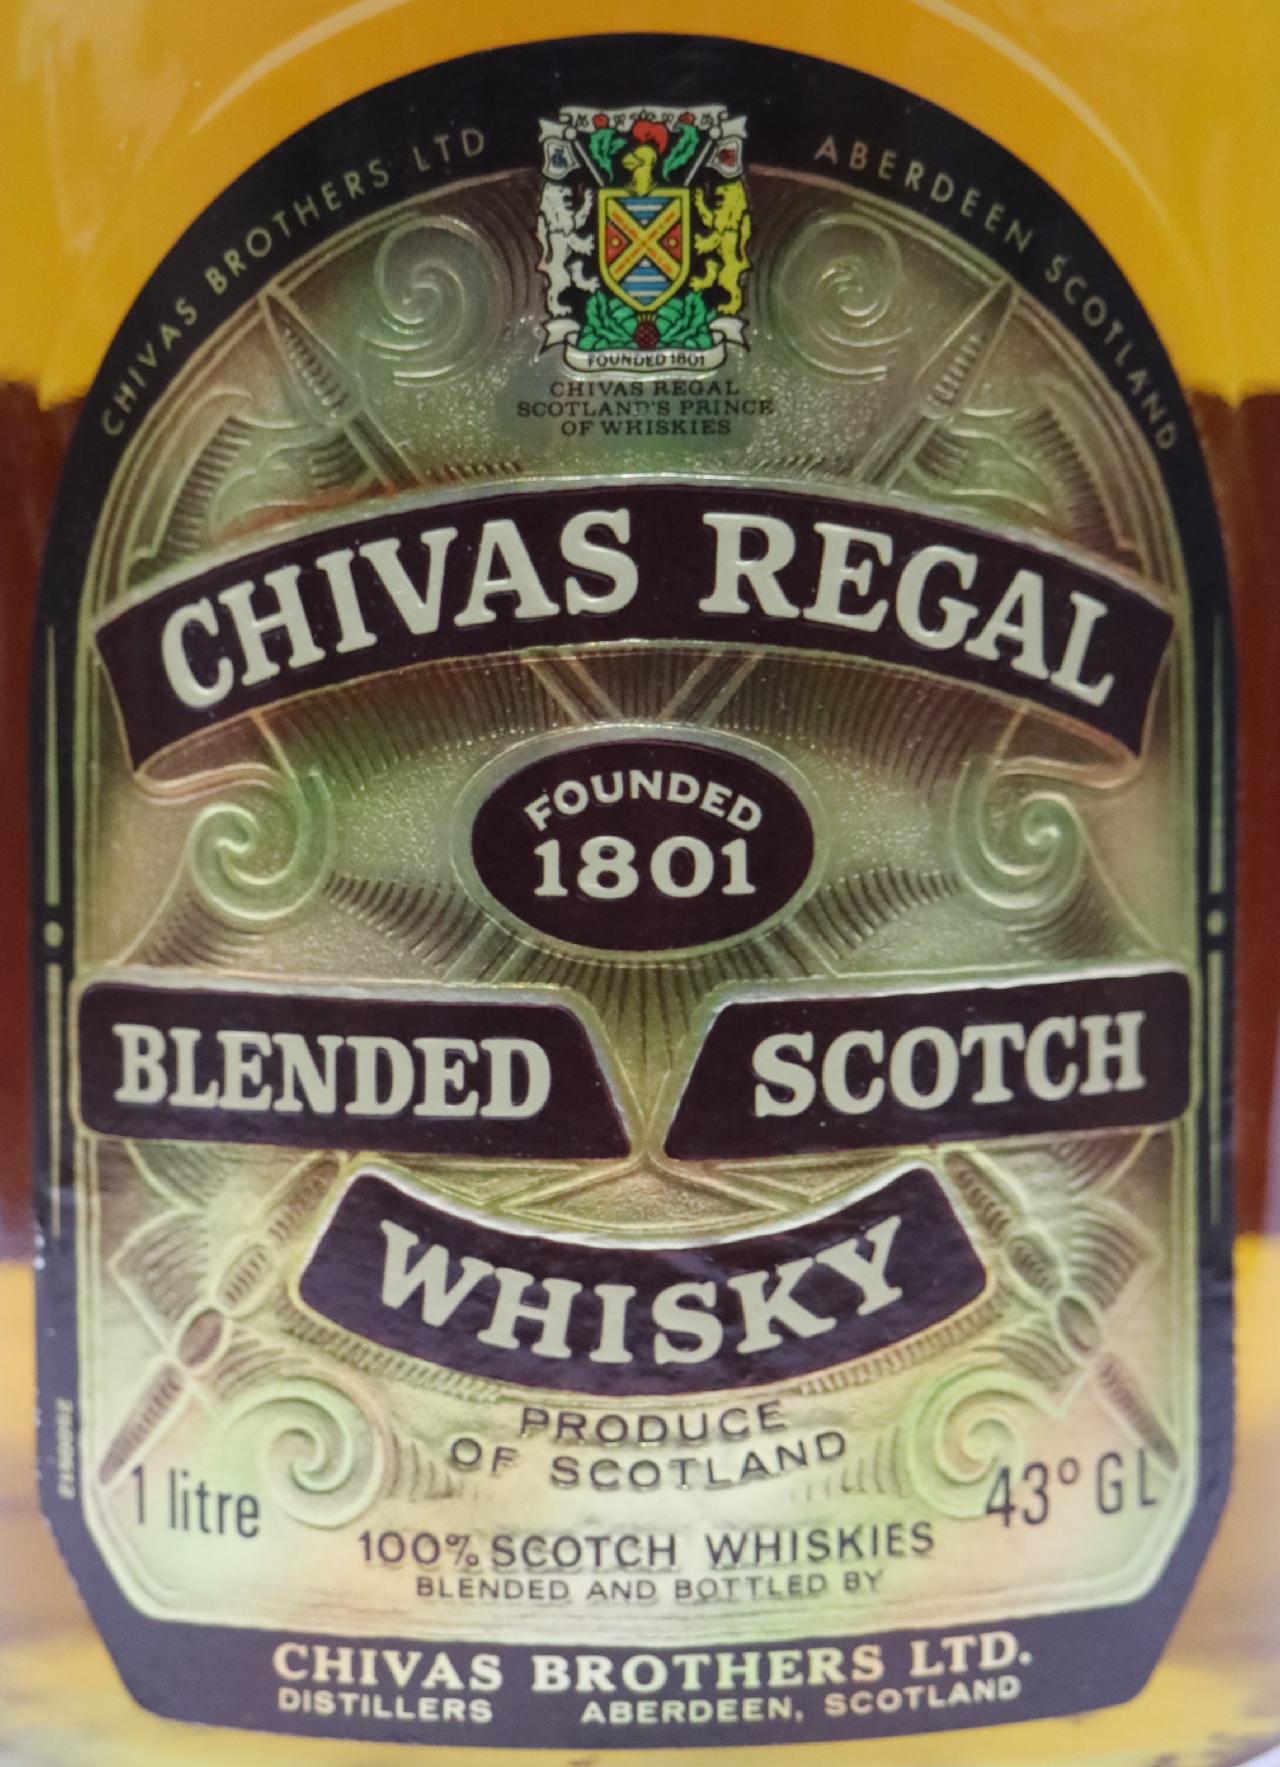 CHIVAS BROTHERS LTD
ABERDEEN SCOTLAND
FOUNDED 1801
CHIVAS REGAL
SCOTLAND'S PRINCE
OF WHISKIES
CHIVAS REGAL
FOUNDED
1801
BLENDED
SCOTCH
WHISKY
PRODUCE
OF SCOTLAND
1 litre
43º GL
100% SCOTCH WHISKIES
BLENDED AND BOTTLED BY
CHIVAS BROTHERS LTD.
DISTILLERS ABERDEEN, SCOTLAND